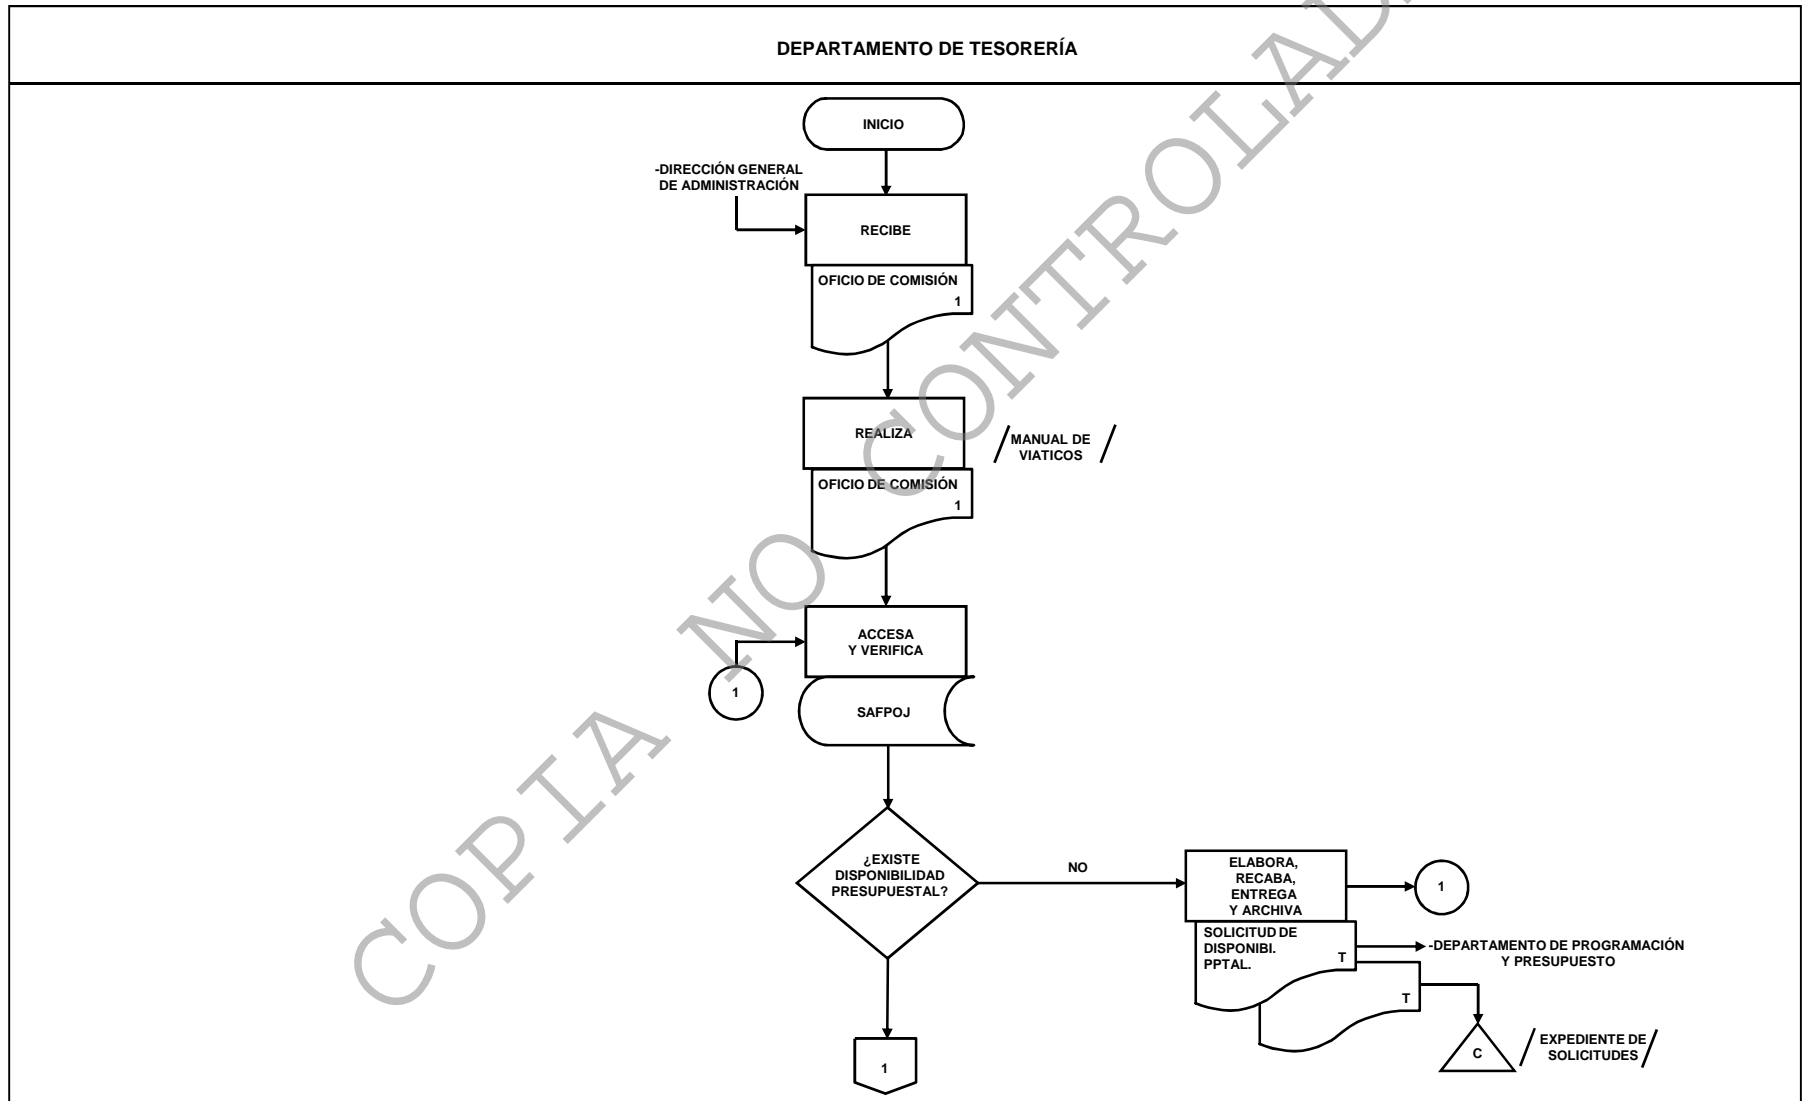 DEPARTAMENTO DE TESORERÍA
INICIO
-DIRECCIÓN GENERAL
DE ADMINISTRACIÓN
RECIBE
OFICIO DE COMISIÓN
1
REALIZA
/ MANUAL DE /
VIATICOS
OFICIO DE COMISIÓN
1
ACCESA
Y VERIFICA
1
SAFPOJ
¿EXISTE
DISPONIBILIDAD
PRESUPUESTAL?
NO
ELABORA,
RECABA,
ENTREGA
Y ARCHIVA
1
SOLICITUD DE
DISPONIBI.
PPTAL.
T
-DEPARTAMENTO DE PROGRAMACIÓN
Y PRESUPUESTO
T
C
/ EXPEDIENTE DE /
SOLICITUDES
1
COPIA NO CONTROLAD